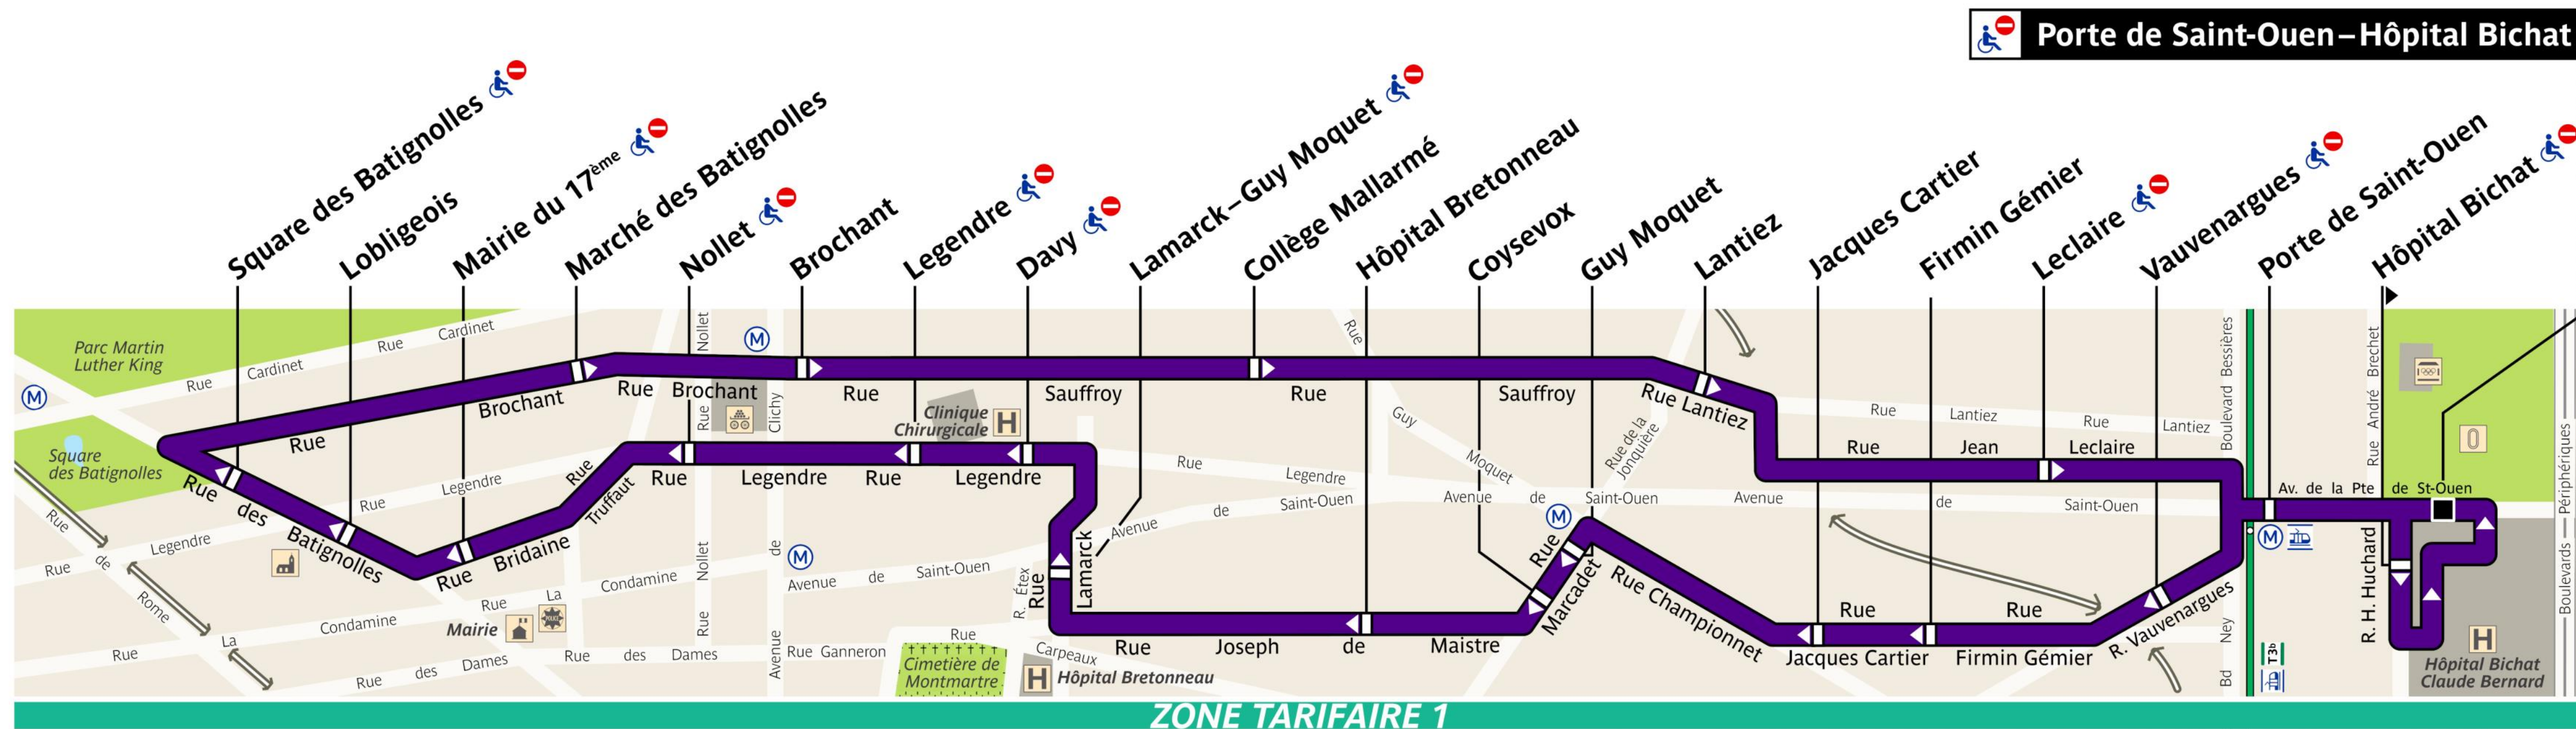 Porte de Saint-Ouen–Hôpital Bichat
Square des Batignolles
Lobligeois
Mairie du 17ème
Marché des Batignolles
Nollet
Brochant
Legendre
Davy
Lamarck–Guy Moquet
Collège Mallarmé
Hôpital Bretonneau
Coysevox
Guy Moquet
Lantiez
Jacques Cartier
Firmin Gémier
Leclaire
Vauvenargues
Porte de Saint-Ouen
Hôpital Bichat
Parc Martin
Luther King
Rue Cardinet Rue Cardinet
M
Square
des Batignolles
Rue Brochant
Rue Brochant
Rue Sauffroy
Rue Sauffroy
Rue Lantiez
Rue Lantiez Rue Lantiez
Rue Jean Leclaire
Rue Nollet Rue Nollet
M
Avenue de Clichy
Clinique
Chirurgicale
H
Rue Legendre Rue Legendre
Rue Truffaut
Rue Bridaine
Rue des Batignolles
Rue Legendre Rue Legendre
Rue Legendre
Rue de Rome
Rue La Condamine Rue La Condamine
Mairie
POLICE
Rue des Dames Rue des Dames
M
Avenue de Saint-Ouen
Avenue de Saint-Ouen
Avenue de Saint-Ouen
Avenue de Saint-Ouen
Rue Ganneron
Cimetière de
Montmartre
R. Étex
Rue Lamarck
Rue Carpeaux
H
Hôpital Bretonneau
Rue Joseph de Maistre
Rue Marcadet
Rue Guy Moquet
Rue de la
Jonquière
M
Rue Championnet
Rue
Jacques Cartier
Rue
Firmin Gémier
R. Vauvenargues
Boulevard Bessières
Bd Ney
T3b
M
Av. de la Pte de St-Ouen
Rue André Brechet
R. H. Huchard
H
Hôpital Bichat
Claude Bernard
Boulevards – Périphériques
ZONE TARIFAIRE 1